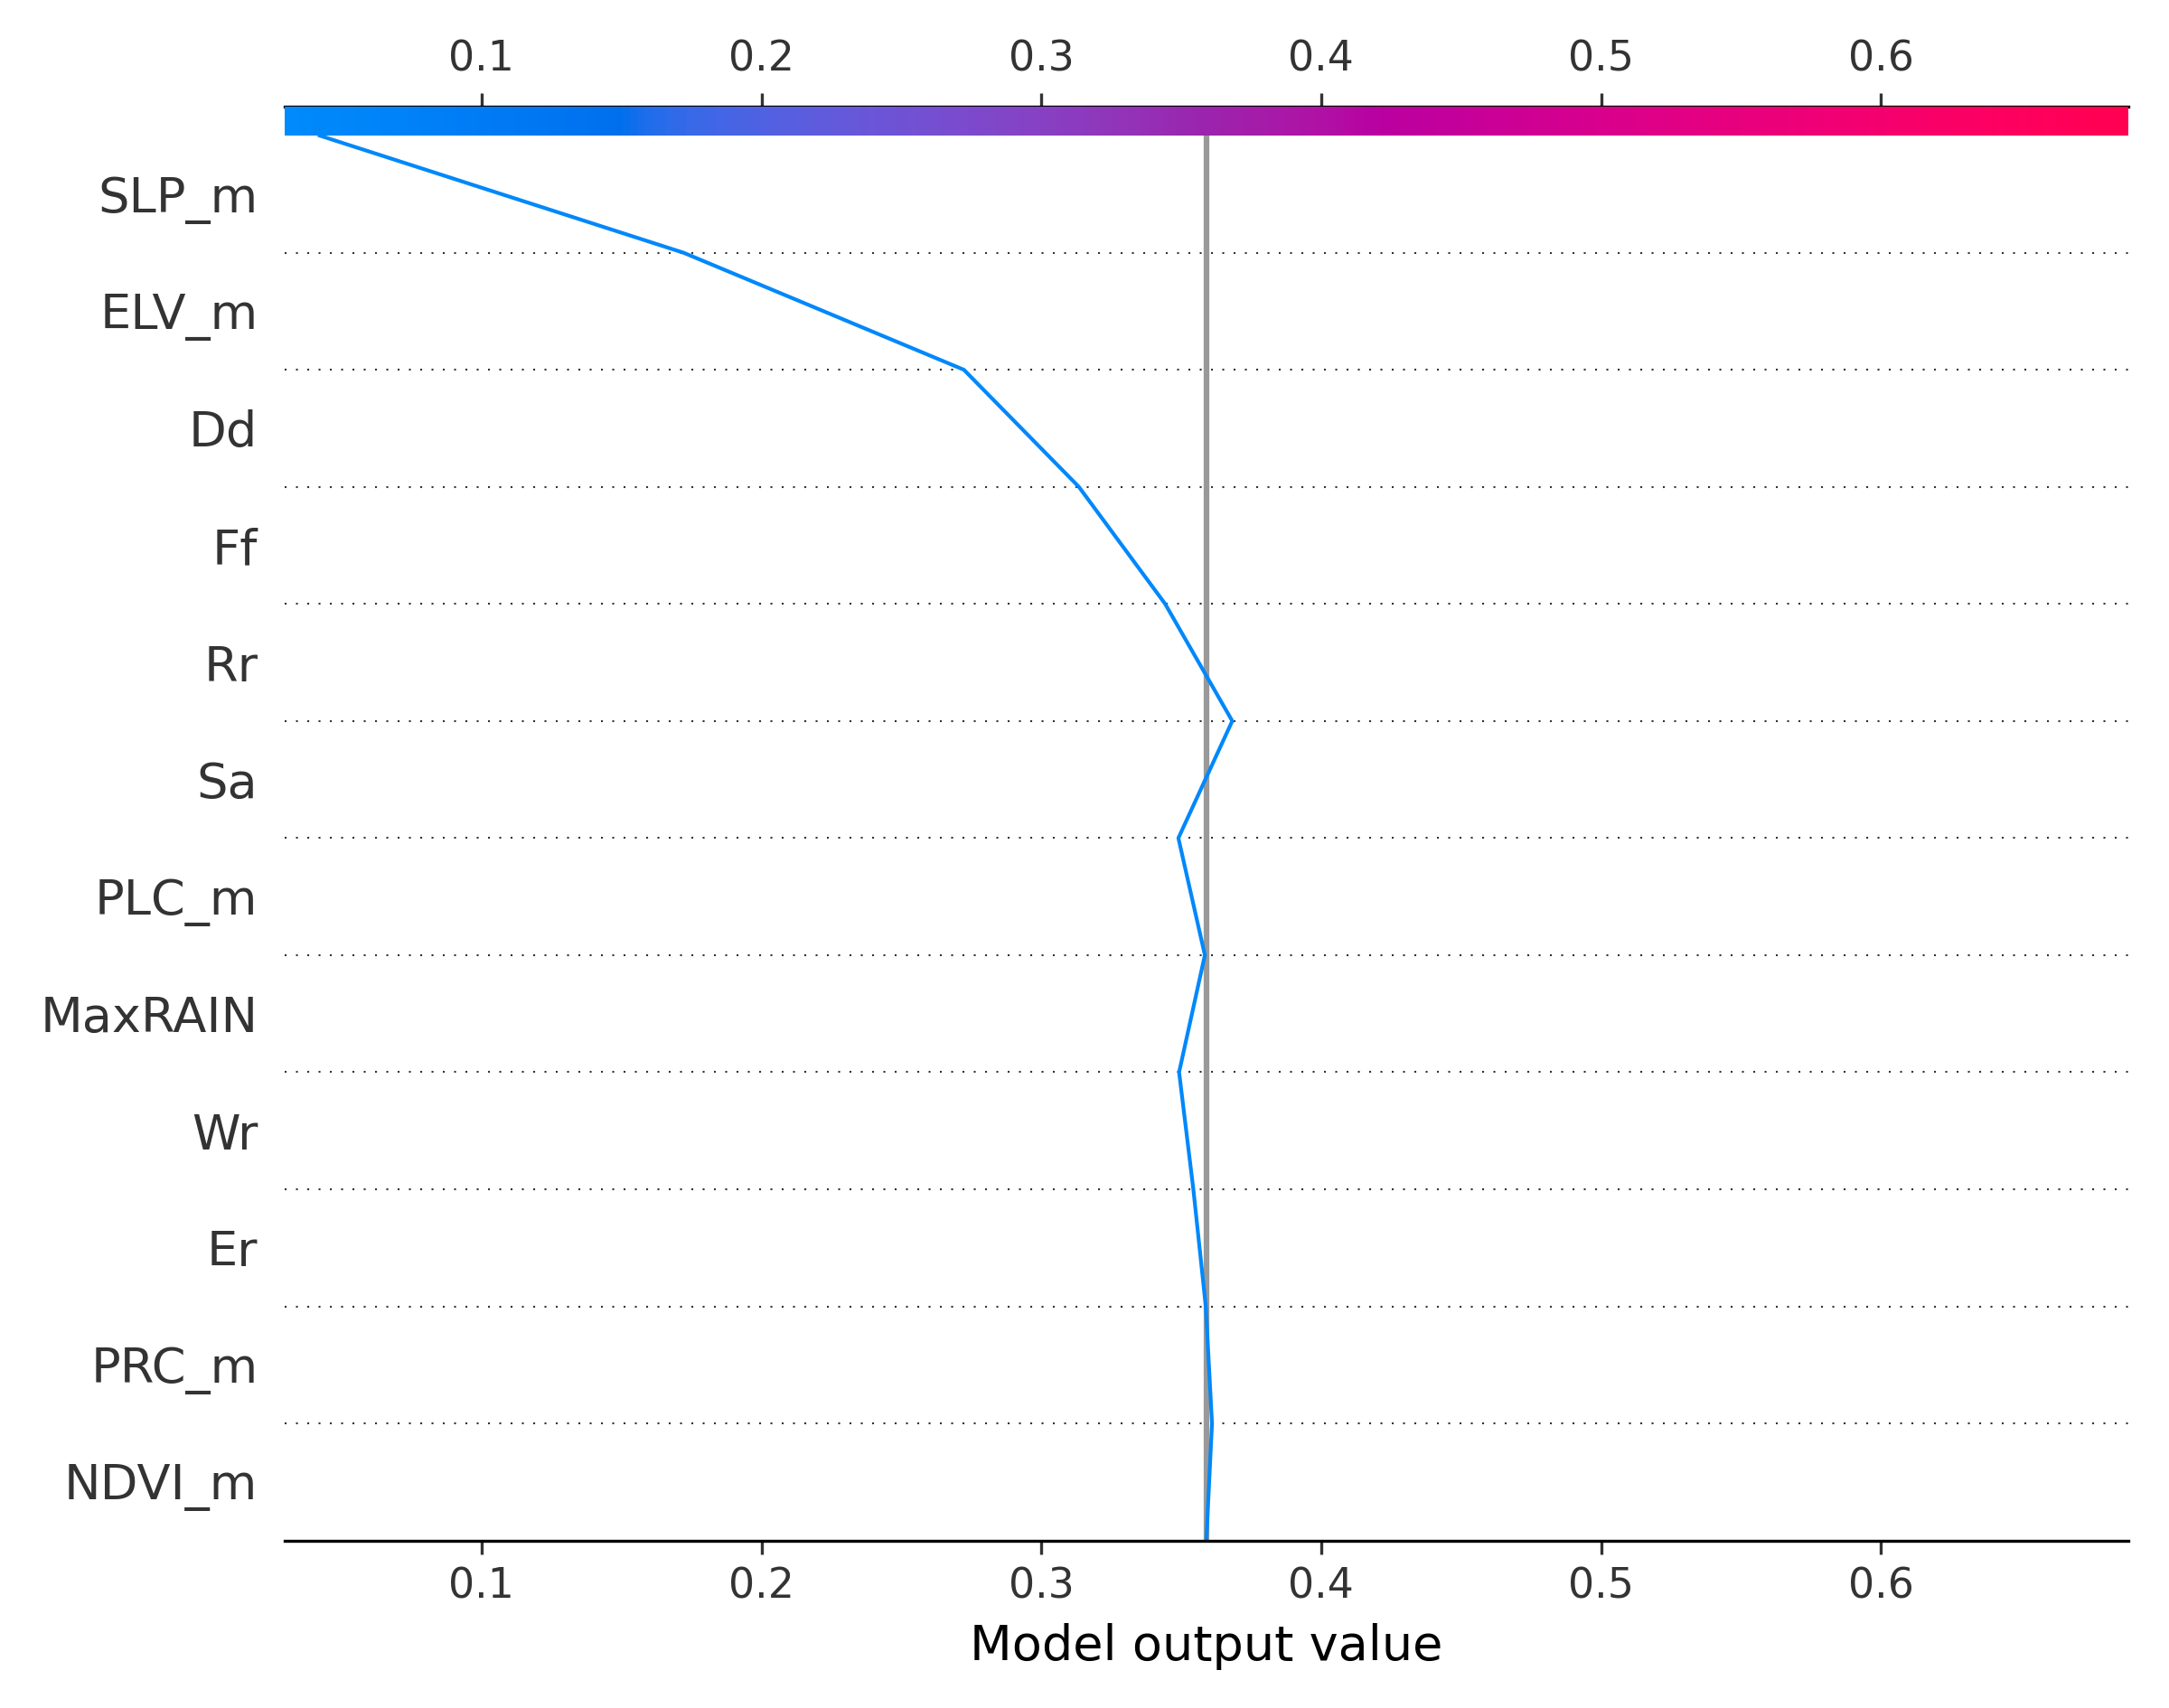 0.1 0.2 0.3 0.4 0.5 0.6
SLP_m
ELV_m
Dd
Ff
Rr
Sa
PLC_m
MaxRAIN
Wr
Er
PRC_m
NDVI_m
0.1 0.2 0.3 0.4 0.5 0.6
Model output value